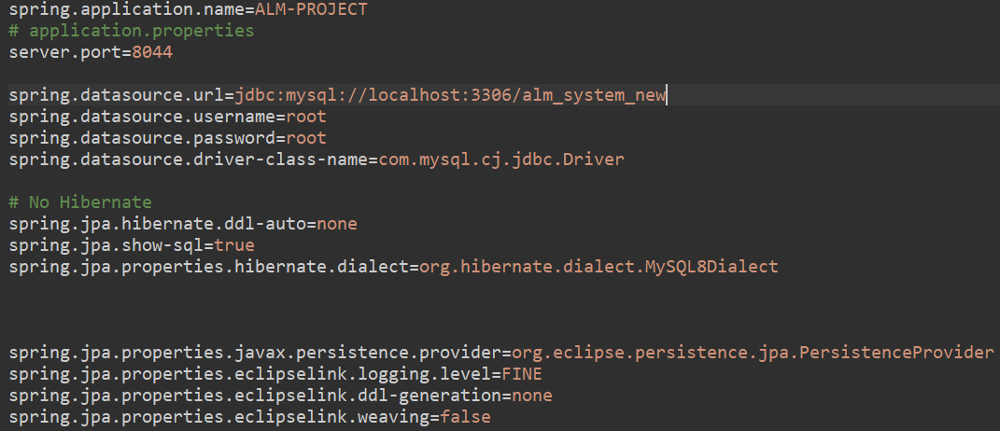 spring.application.name=ALM-PROJECT
# application.properties
server.port=8044
spring.datasource.url=jdbc:mysql://localhost:3306/alm_system_new
spring.datasource.username=root
spring.datasource.password=root
spring.datasource.driver-class-name=com.mysql.cj.jdbc.Driver
# No Hibernate
spring.jpa.hibernate.ddl-auto=none
spring.jpa.show-sql=true
spring.jpa.properties.hibernate.dialect=org.hibernate.dialect.MySQL8Dialect
spring.jpa.properties.javax.persistence.provider=org.eclipse.persistence.jpa.PersistenceProvider
spring.jpa.properties.eclipselink.logging.level=FINE
spring.jpa.properties.eclipselink.ddl-generation=none
spring.jpa.properties.eclipselink.weaving=false